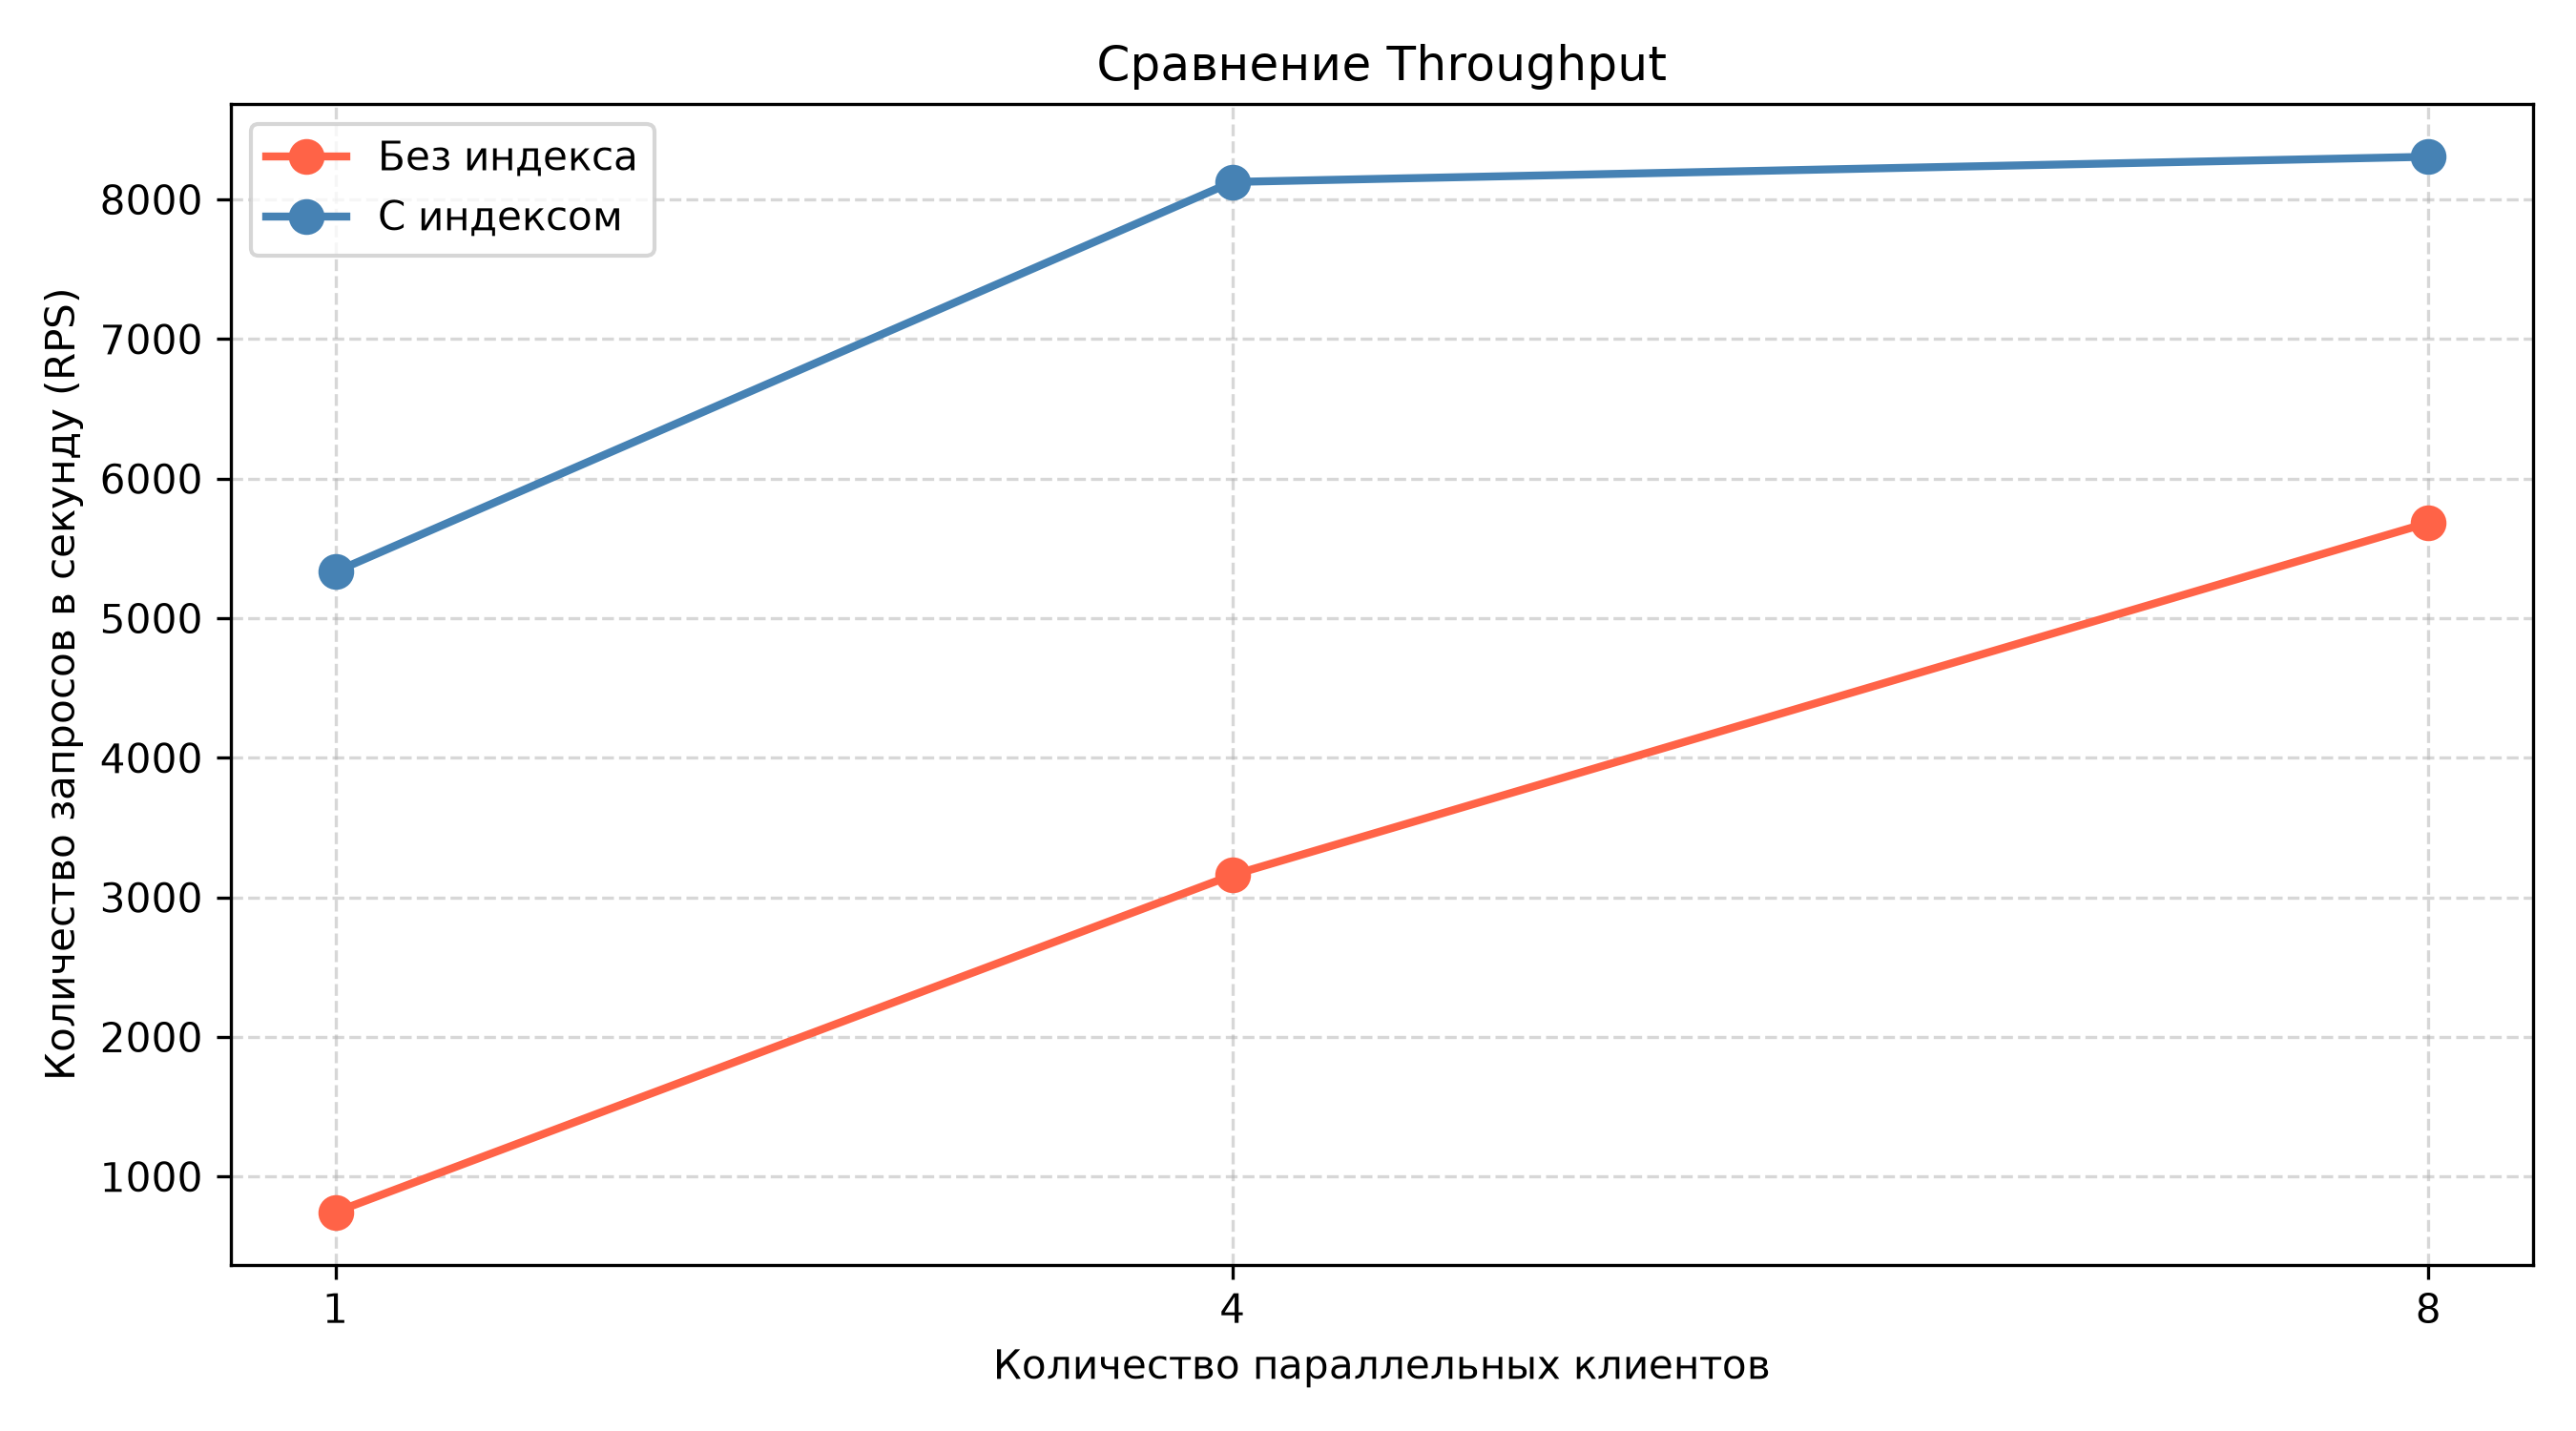 Сравнение Throughput
Без индекса
С индексом
Количество запросов в секунду (RPS)
8000
7000
6000
5000
4000
3000
2000
1000
1
4
8
Количество параллельных клиентов